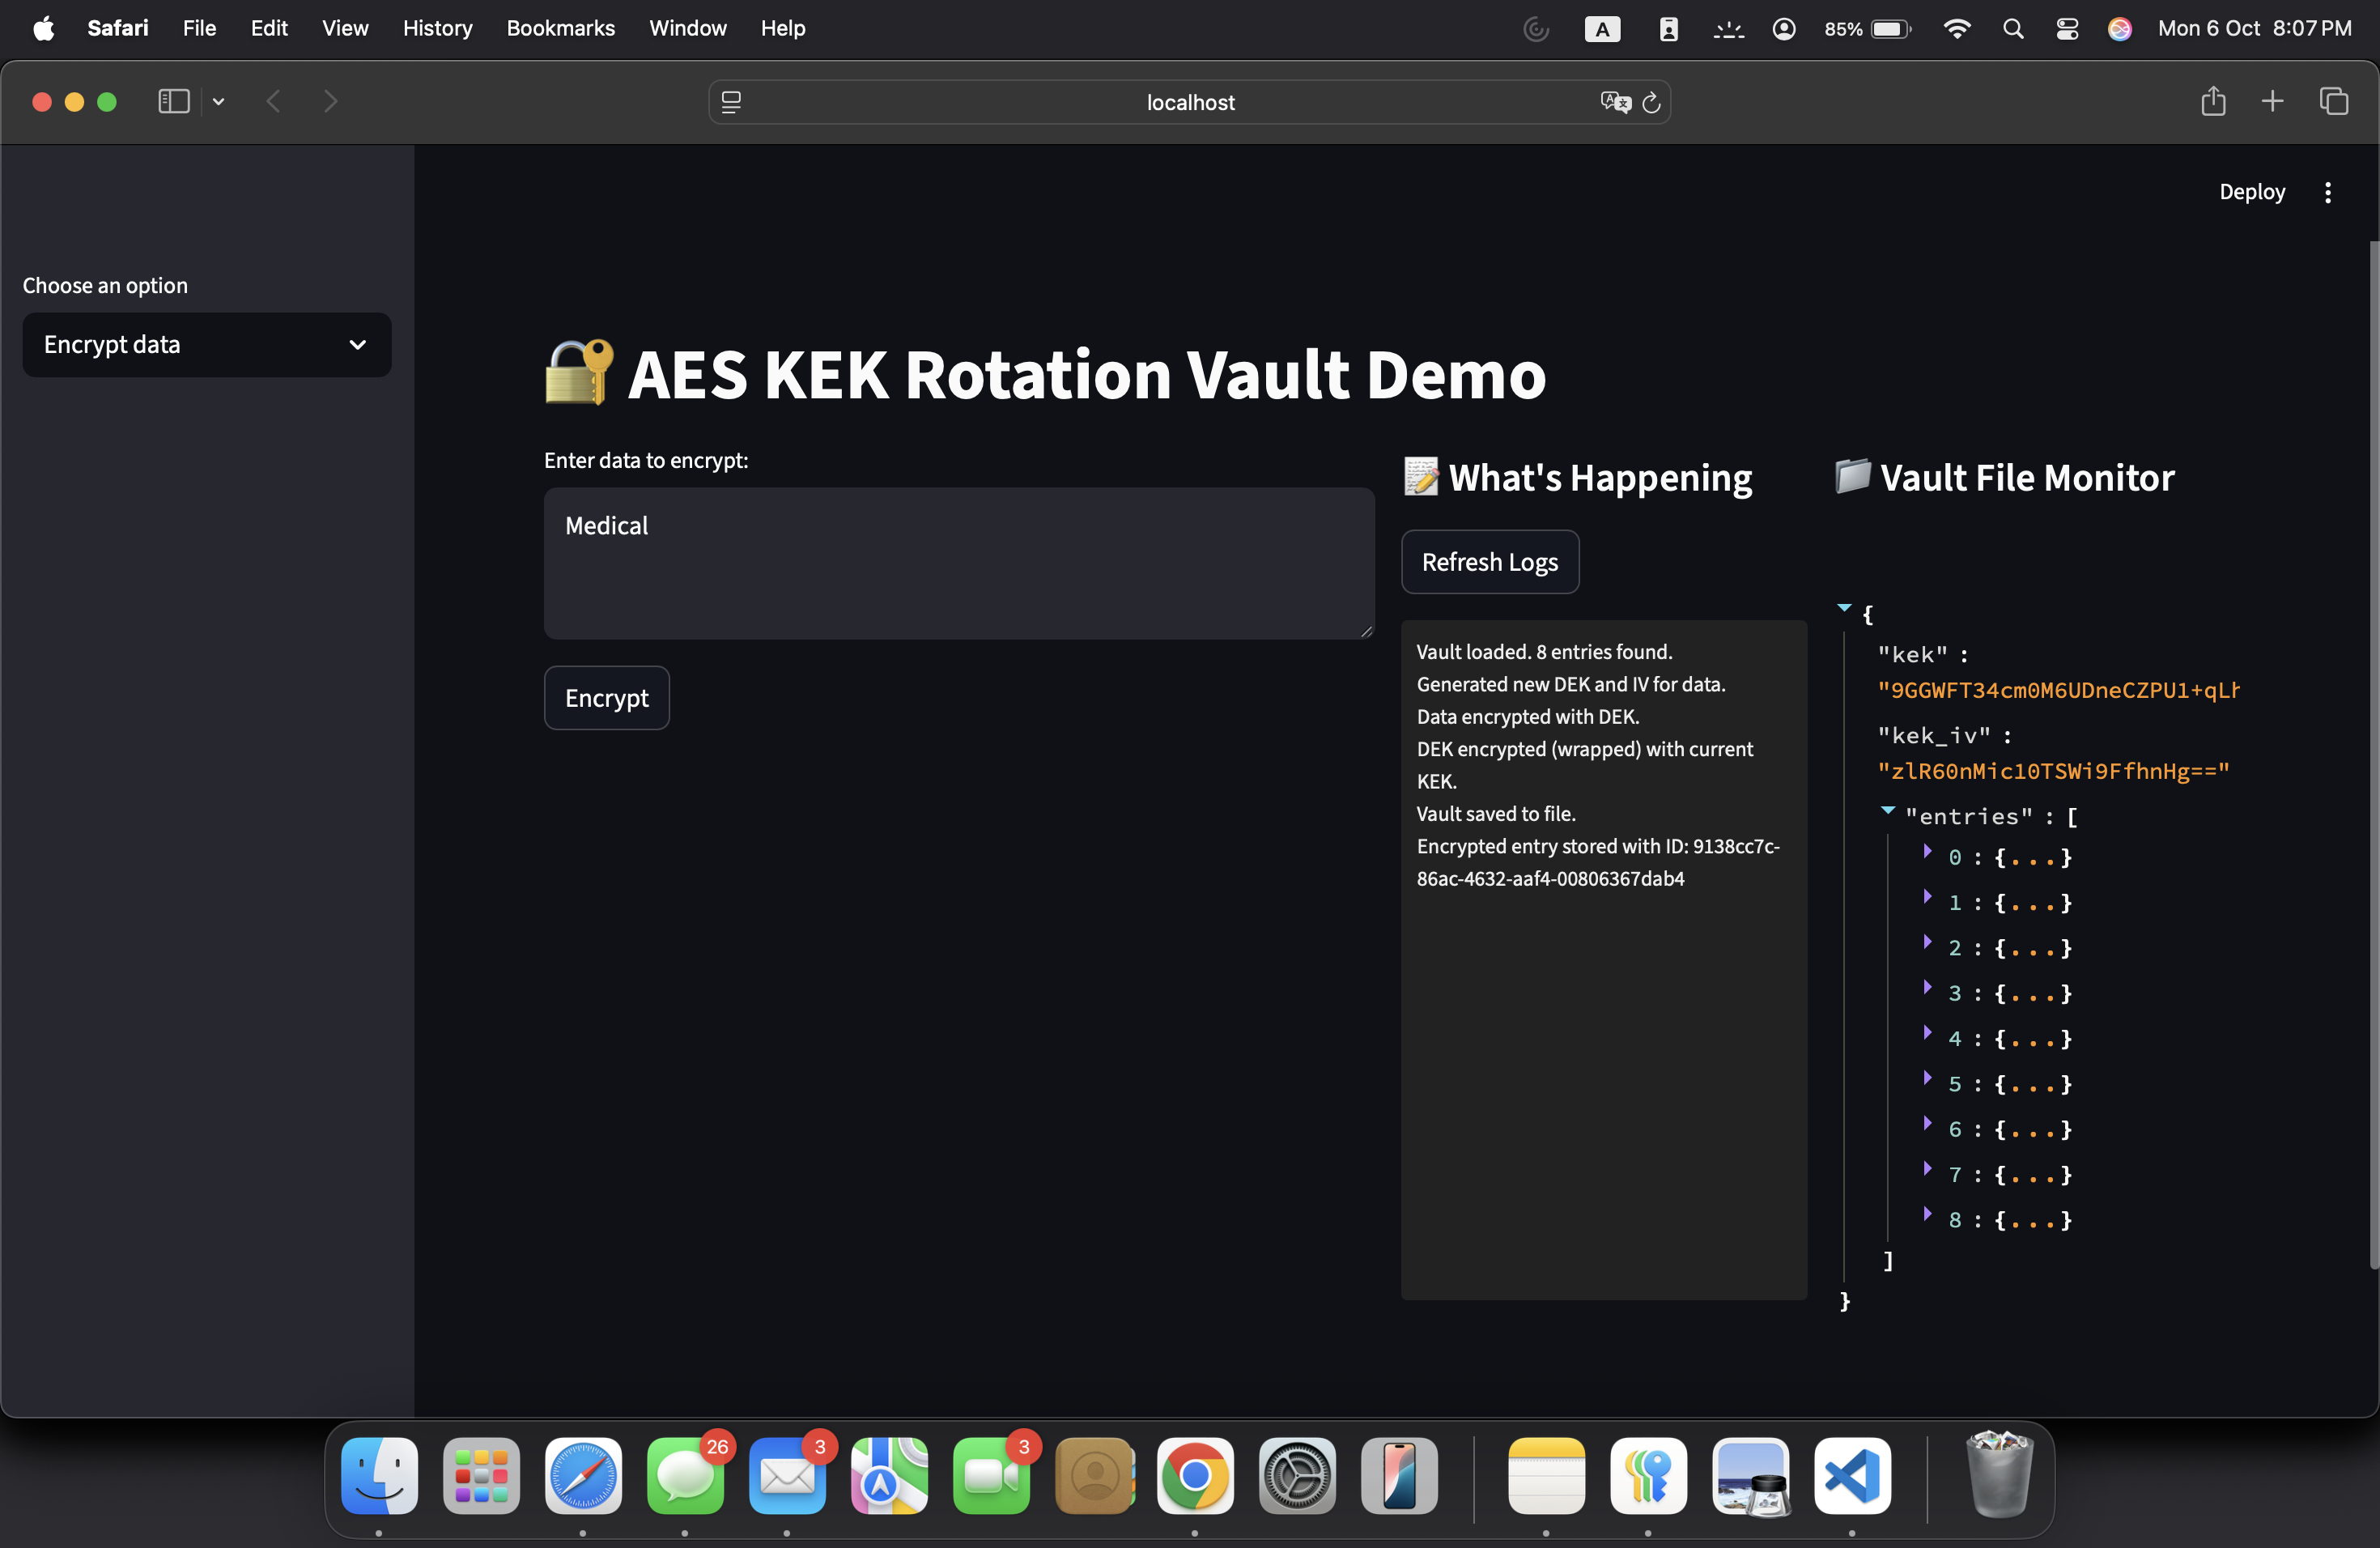 Safari File Edit View History Bookmarks Window Help A 85% Mon 6 Oct 8:07 PM
localhost
Deploy
Choose an option
Encrypt data
🔐 AES KEK Rotation Vault Demo
Enter data to encrypt:
Medical
Encrypt
📝 What's Happening
Refresh Logs
Vault loaded. 8 entries found.
Generated new DEK and IV for data.
Data encrypted with DEK.
DEK encrypted (wrapped) with current
KEK.
Vault saved to file.
Encrypted entry stored with ID: 9138cc7c-
86ac-4632-aaf4-00806367dab4
📁 Vault File Monitor
{
"kek" :
"9GGWFT34cm0M6UDneCZPU1+qLh
"kek_iv" :
"zlR60nMic10TSWi9FfhnHg=="
"entries" : [
0 : {...}
1 : {...}
2 : {...}
3 : {...}
4 : {...}
5 : {...}
6 : {...}
7 : {...}
8 : {...}
]
}
26
3
3